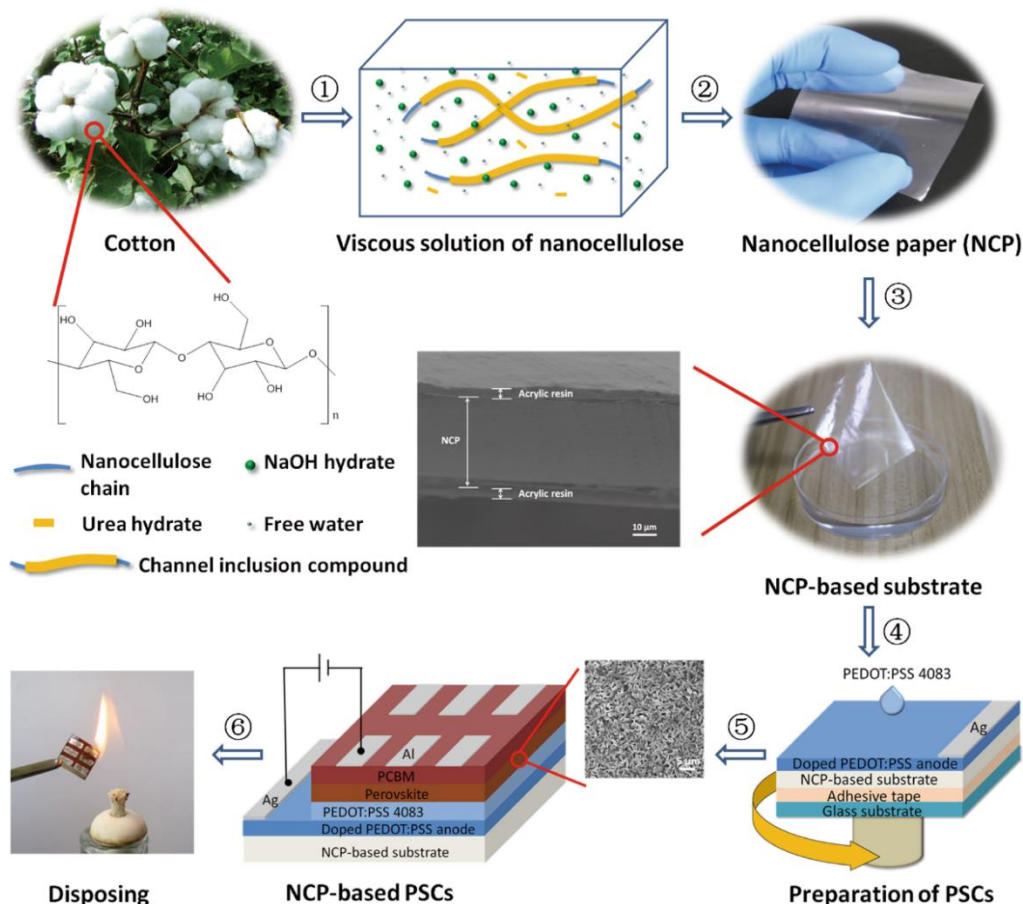 ①
②
Cotton
Viscous solution of nanocellulose
Nanocellulose paper (NCP)
③
HO
OH
HO
O
O
OH
HO
O
HO
OH
O
n
Acrylic resin
NCP
Acrylic resin
10 μm
Nanocellulose
chain
NaOH hydrate
Urea hydrate
Free water
Channel inclusion compound
NCP-based substrate
④
PEDOT:PSS 4083
Ag
Doped PEDOT:PSS anode
NCP-based substrate
Adhesive tape
Glass substrate
Preparation of PSCs
⑤
5 μm
Al
PCBM
Perovskite
Ag
PEDOT:PSS 4083
Doped PEDOT:PSS anode
NCP-based substrate
NCP-based PSCs
⑥
Disposing